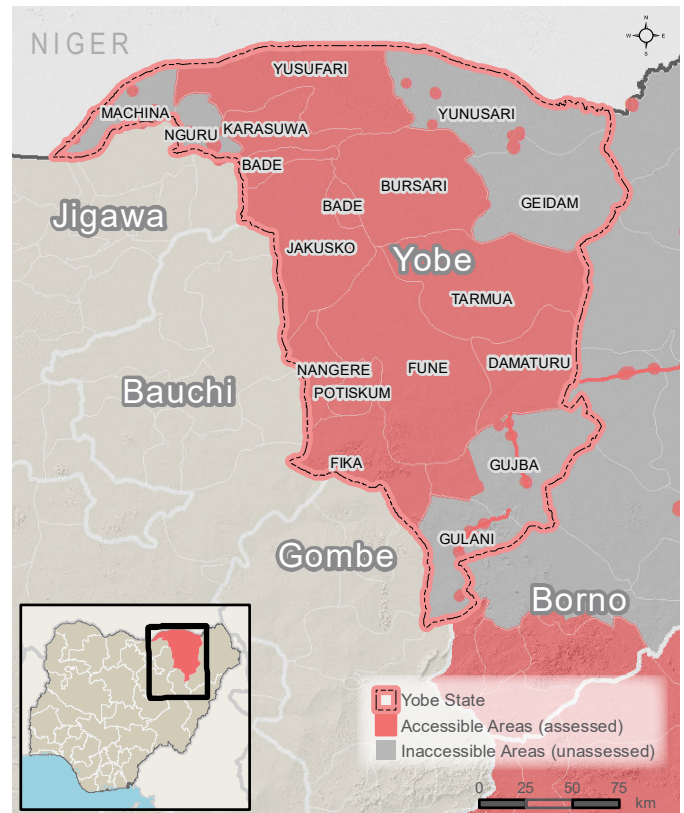 NIGER
N
W E
S
YUSUFARI
MACHINA
YUNUSARI
NGURU
KARASUWA
BADE
BURSARI
GEIDAM
BADE
Jigawa
JAKUSKO
Yobe
TARMUA
NANGERE
FUNE
DAMATURU
Bauchi
POTISKUM
FIKA
GUJBA
GULANI
Gombe
Borno
Yobe State
Accessible Areas (assessed)
Inaccessible Areas (unassessed)
0 25 50 75
km